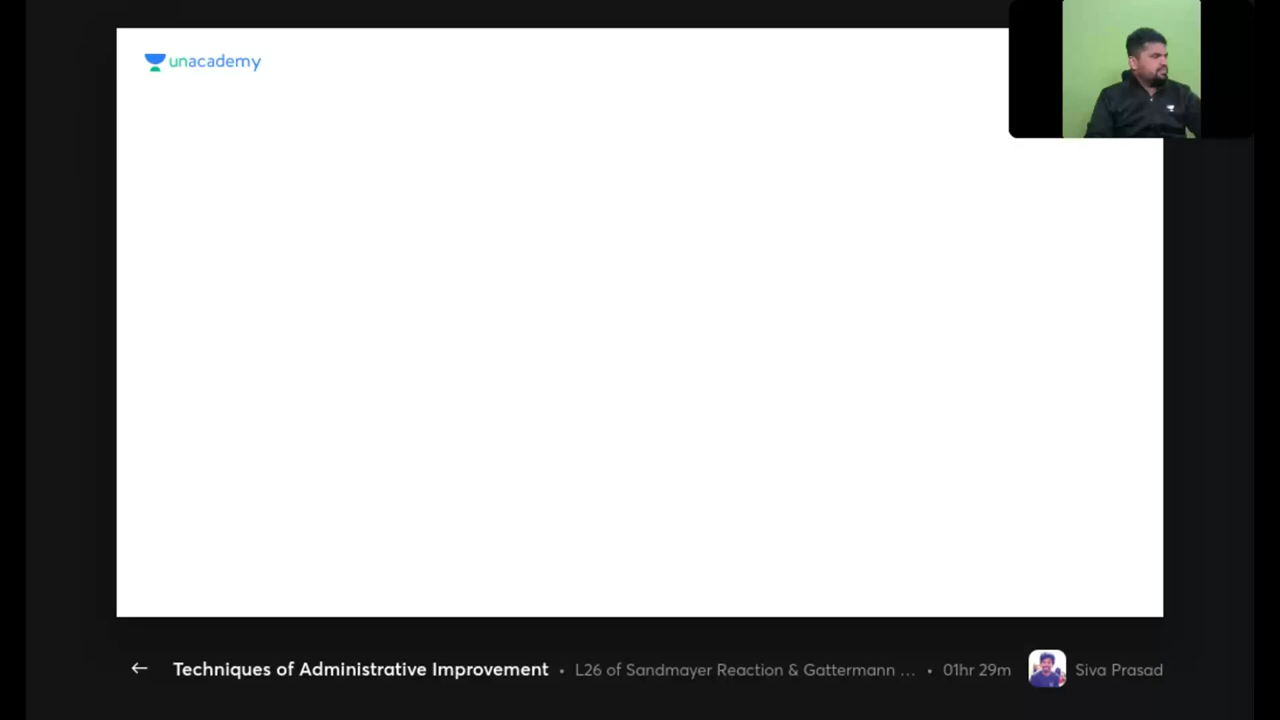 unacademy
Techniques of Administrative Improvement • L26 of Sandmayer Reaction & Gattermann ... • 01hr 29m Siva Prasad